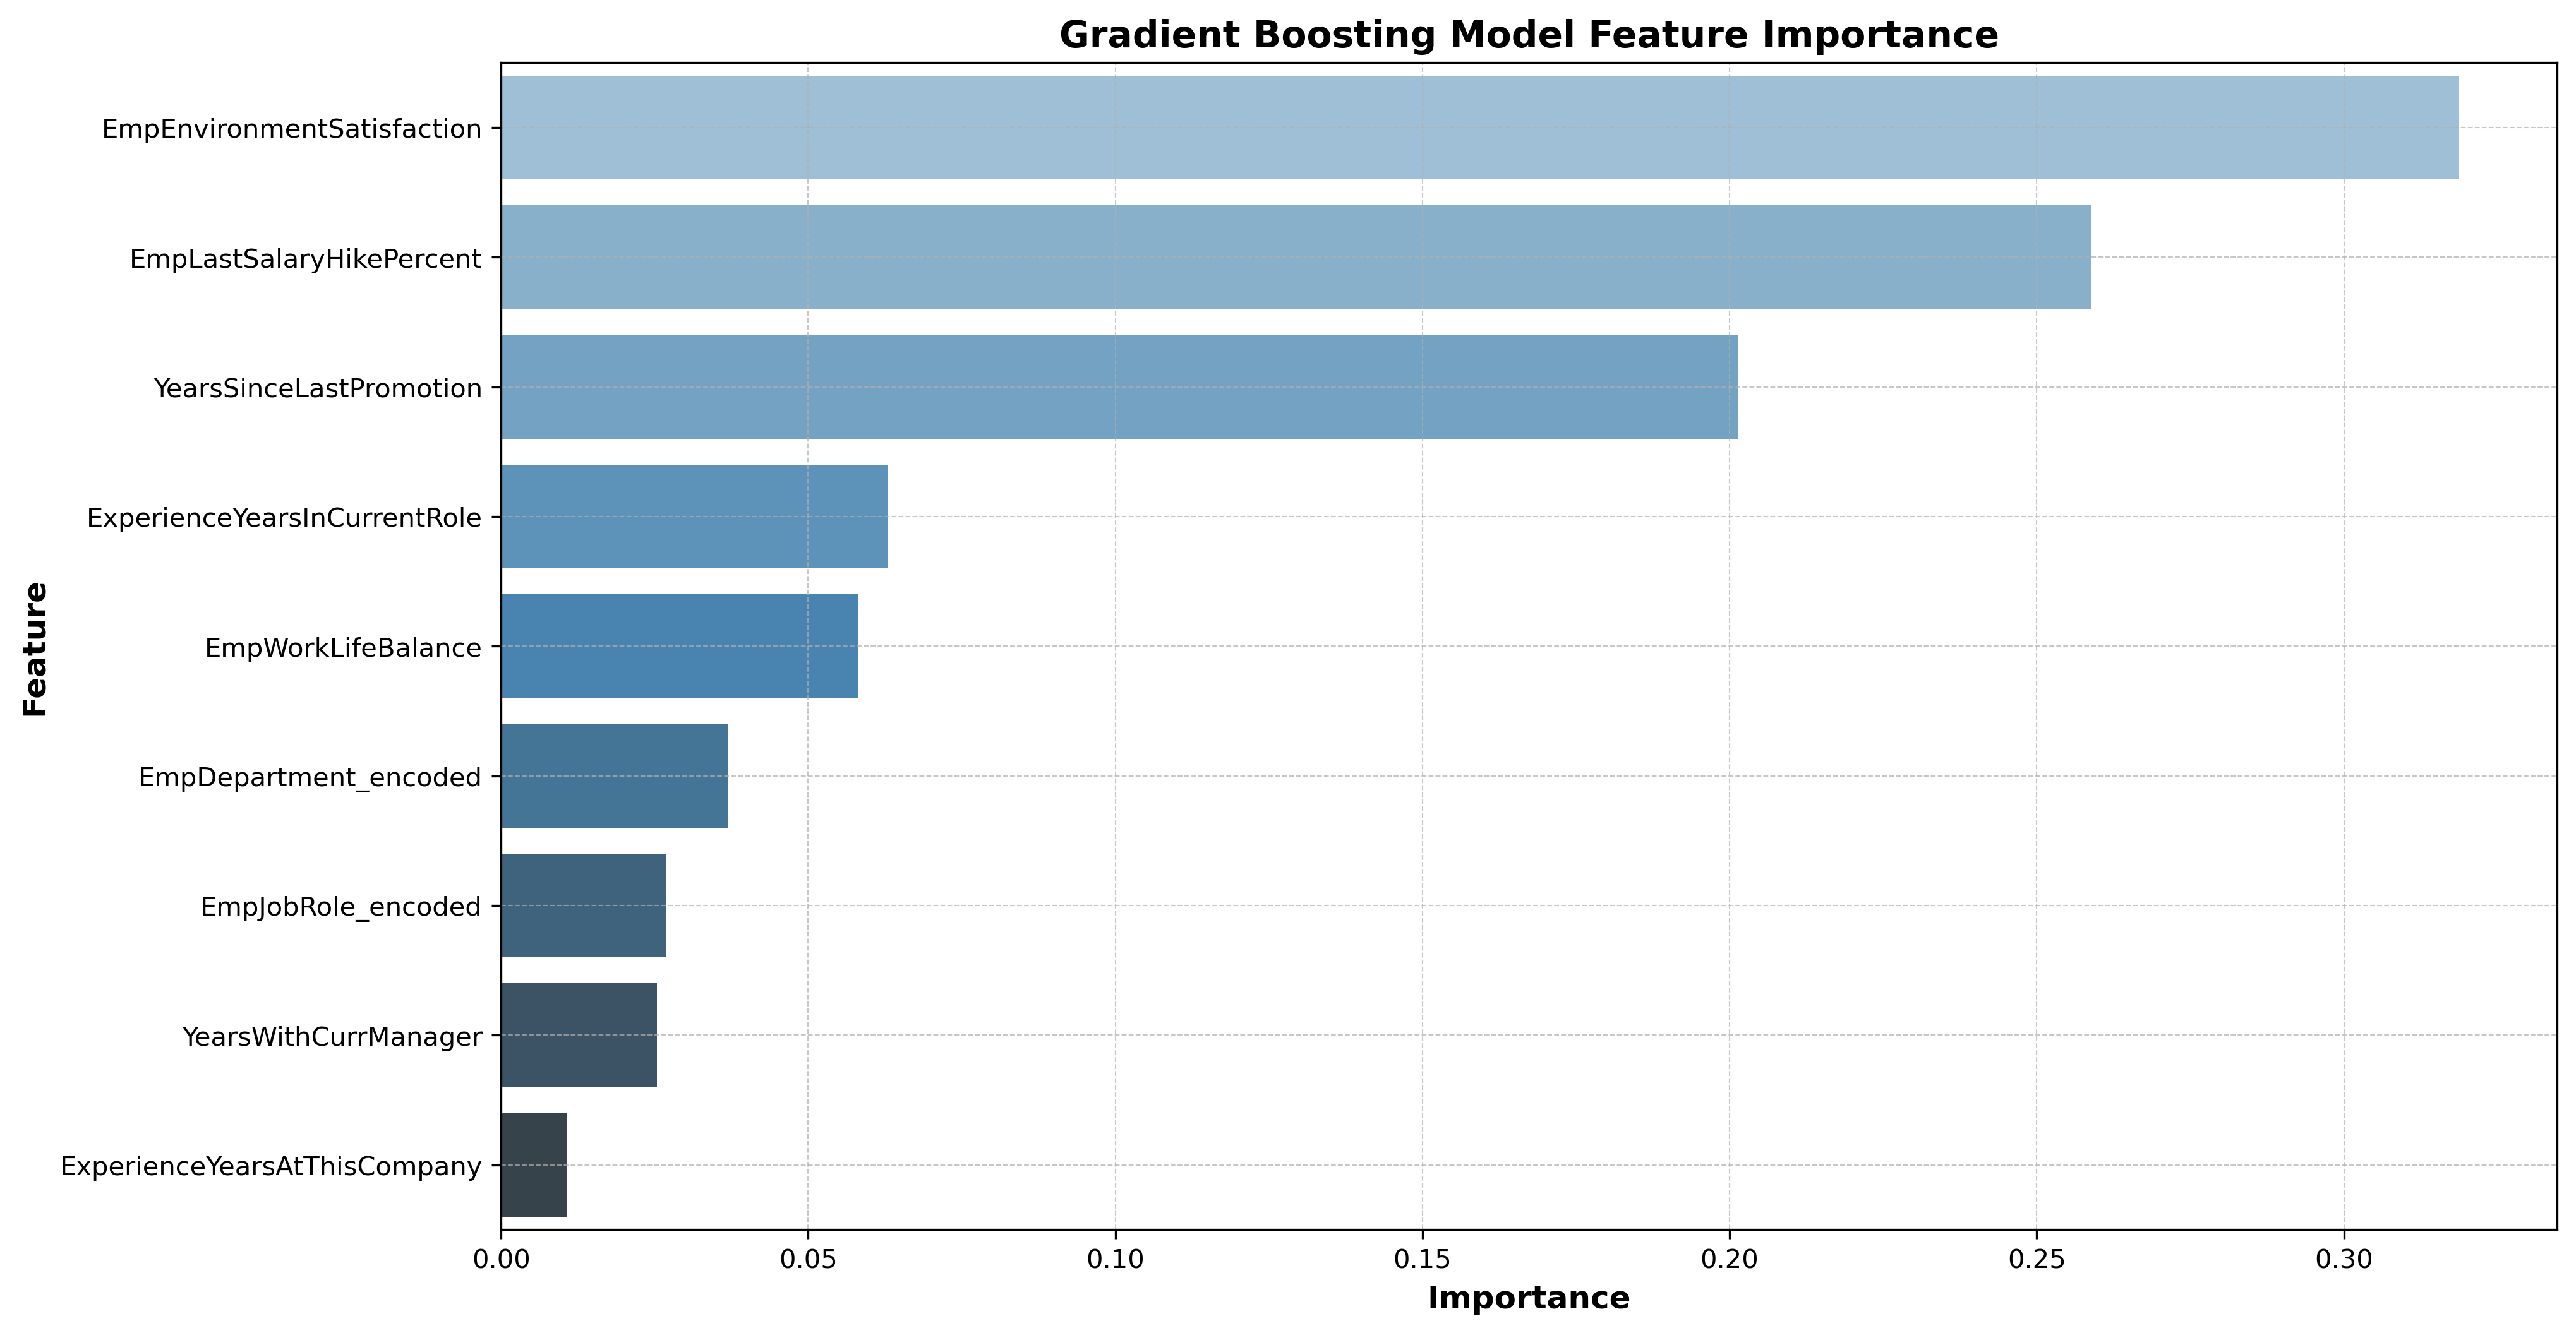 Gradient Boosting Model Feature Importance
EmpEnvironmentSatisfaction
EmpLastSalaryHikePercent
YearsSinceLastPromotion
ExperienceYearsInCurrentRole
EmpWorkLifeBalance
EmpDepartment_encoded
EmpJobRole_encoded
YearsWithCurrManager
ExperienceYearsAtThisCompany
Feature
0.00 0.05 0.10 0.15 0.20 0.25 0.30
Importance